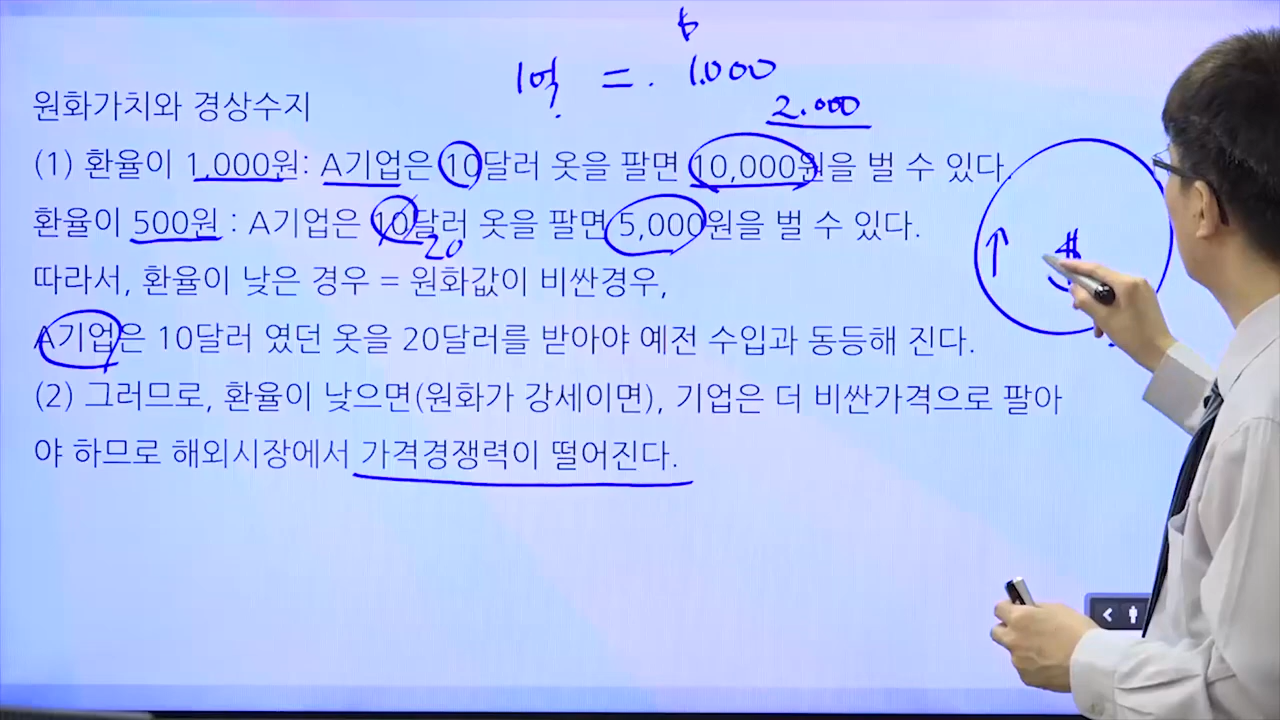 $
1억 = 1.000
2.000
원화가치와 경상수지
(1) 환율이 1,000원: A기업은 10달러 옷을 팔면 10,000원을 벌 수 있다.
환율이 500원 : A기업은 10달러 옷을 팔면 5,000원을 벌 수 있다.
20
↑ $
따라서, 환율이 낮은 경우 = 원화값이 비싼경우,
A기업은 10달러 였던 옷을 20달러를 받아야 예전 수입과 동등해 진다.
(2) 그러므로, 환율이 낮으면(원화가 강세이면), 기업은 더 비싼가격으로 팔아
야 하므로 해외시장에서 가격경쟁력이 떨어진다.